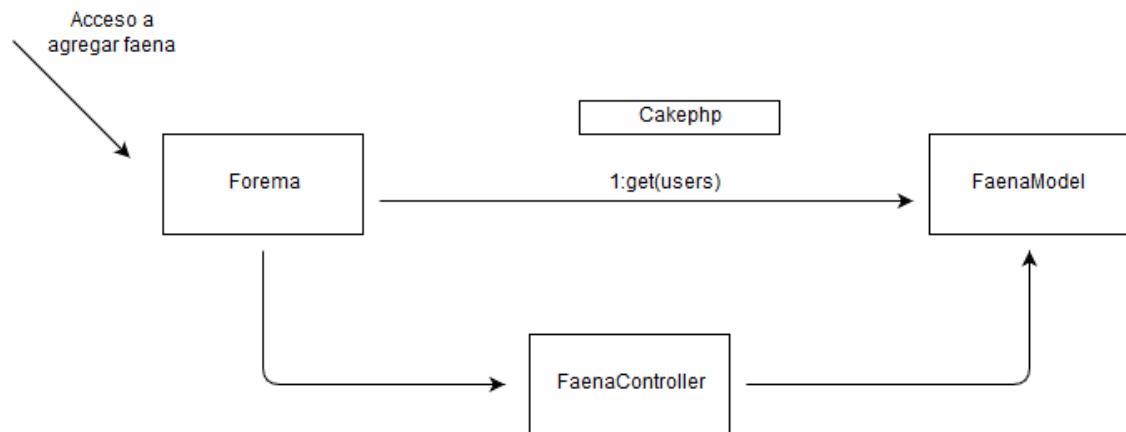 Acceso a
agregar faena
Cakephp
Forema
1:get(users)
FaenaModel
FaenaController